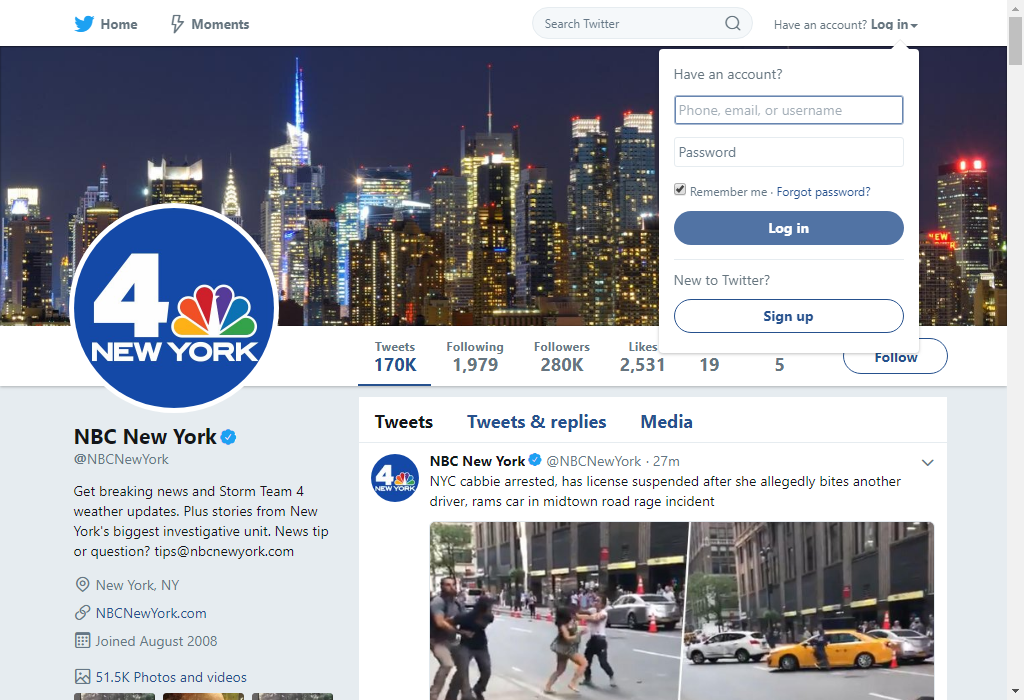 Home
Moments
Search Twitter
Have an account? Log in
Have an account?
Phone, email, or username
Password
Remember me · Forgot password?
Log in
New to Twitter?
Sign up
NEW
4
NEW YORK
Tweets
170K
Following
1,979
Followers
280K
Likes
2,531
19
5
Follow
NBC New York
@NBCNewYork
Get breaking news and Storm Team 4
weather updates. Plus stories from New
York's biggest investigative unit. News tip
or question? tips@nbcnewyork.com
New York, NY
NBCNewYork.com
Joined August 2008
51.5K Photos and videos
Tweets
Tweets & replies
Media
4
NEW YORK
NBC New York @NBCNewYork · 27m
NYC cabbie arrested, has license suspended after she allegedly bites another
driver, rams car in midtown road rage incident